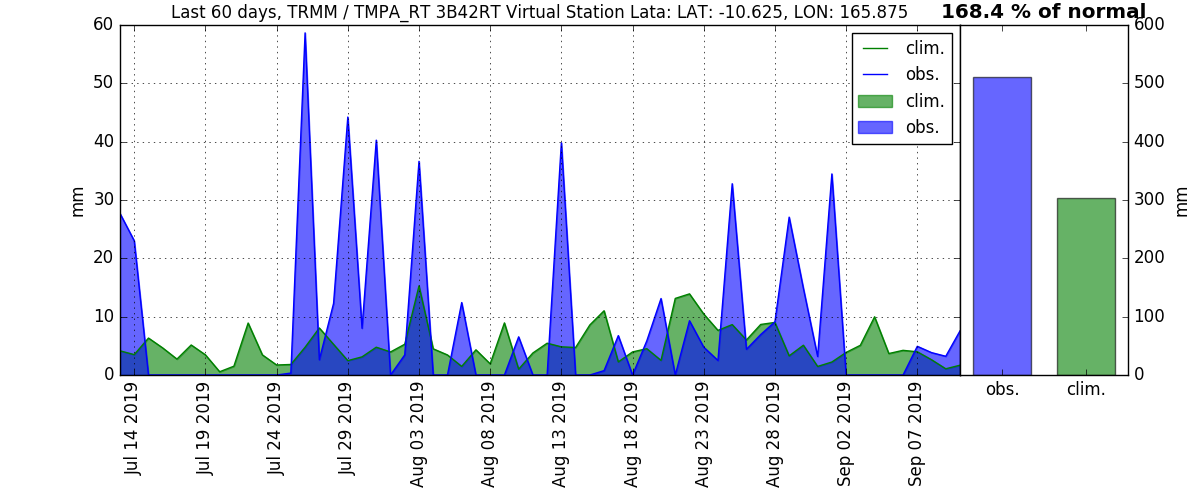 Last 60 days, TRMM / TMPA_RT 3B42RT Virtual Station Lata: LAT: -10.625, LON: 165.875
168.4 % of normal
60
50
40
30
20
10
0
mm
clim.
obs.
clim.
obs.
600
500
400
300
200
100
0
mm
Jul 14 2019
Jul 19 2019
Jul 24 2019
Jul 29 2019
Aug 03 2019
Aug 08 2019
Aug 13 2019
Aug 18 2019
Aug 23 2019
Aug 28 2019
Sep 02 2019
Sep 07 2019
obs.
clim.